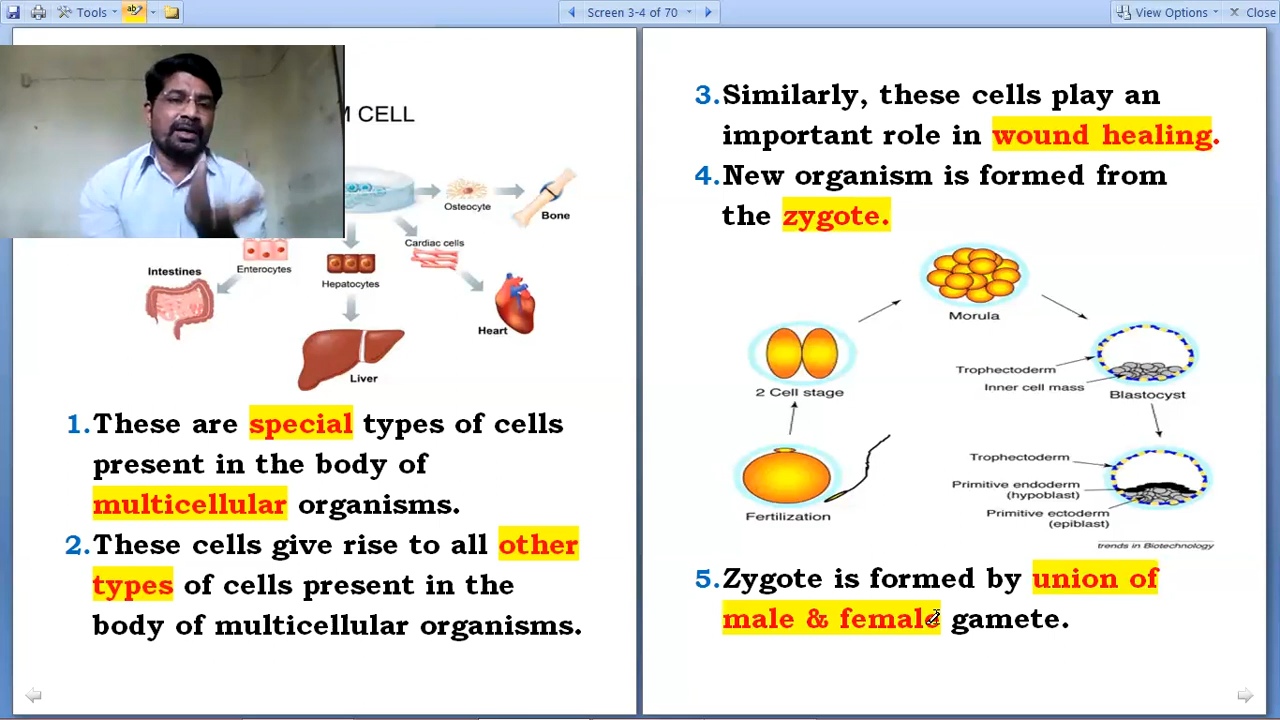 Tools
Screen 3-4 of 70
View Options
Close
M CELL
Osteocyte
Bone
Cardiac cells
Intestines
Enterocytes
Hepatocytes
Heart
Liver
1. These are special types of cells
present in the body of
multicellular organisms.
2. These cells give rise to all other
types of cells present in the
body of multicellular organisms.
3. Similarly, these cells play an
important role in wound healing.
4. New organism is formed from
the zygote.
Morula
Trophectoderm
2 Cell stage
Inner cell mass
Blastocyst
Trophectoderm
Primitive endoderm
(hypoblast)
Fertilization
Primitive ectoderm
(epiblast)
trends in Biotechnology
5. Zygote is formed by union of
male & female gamete.